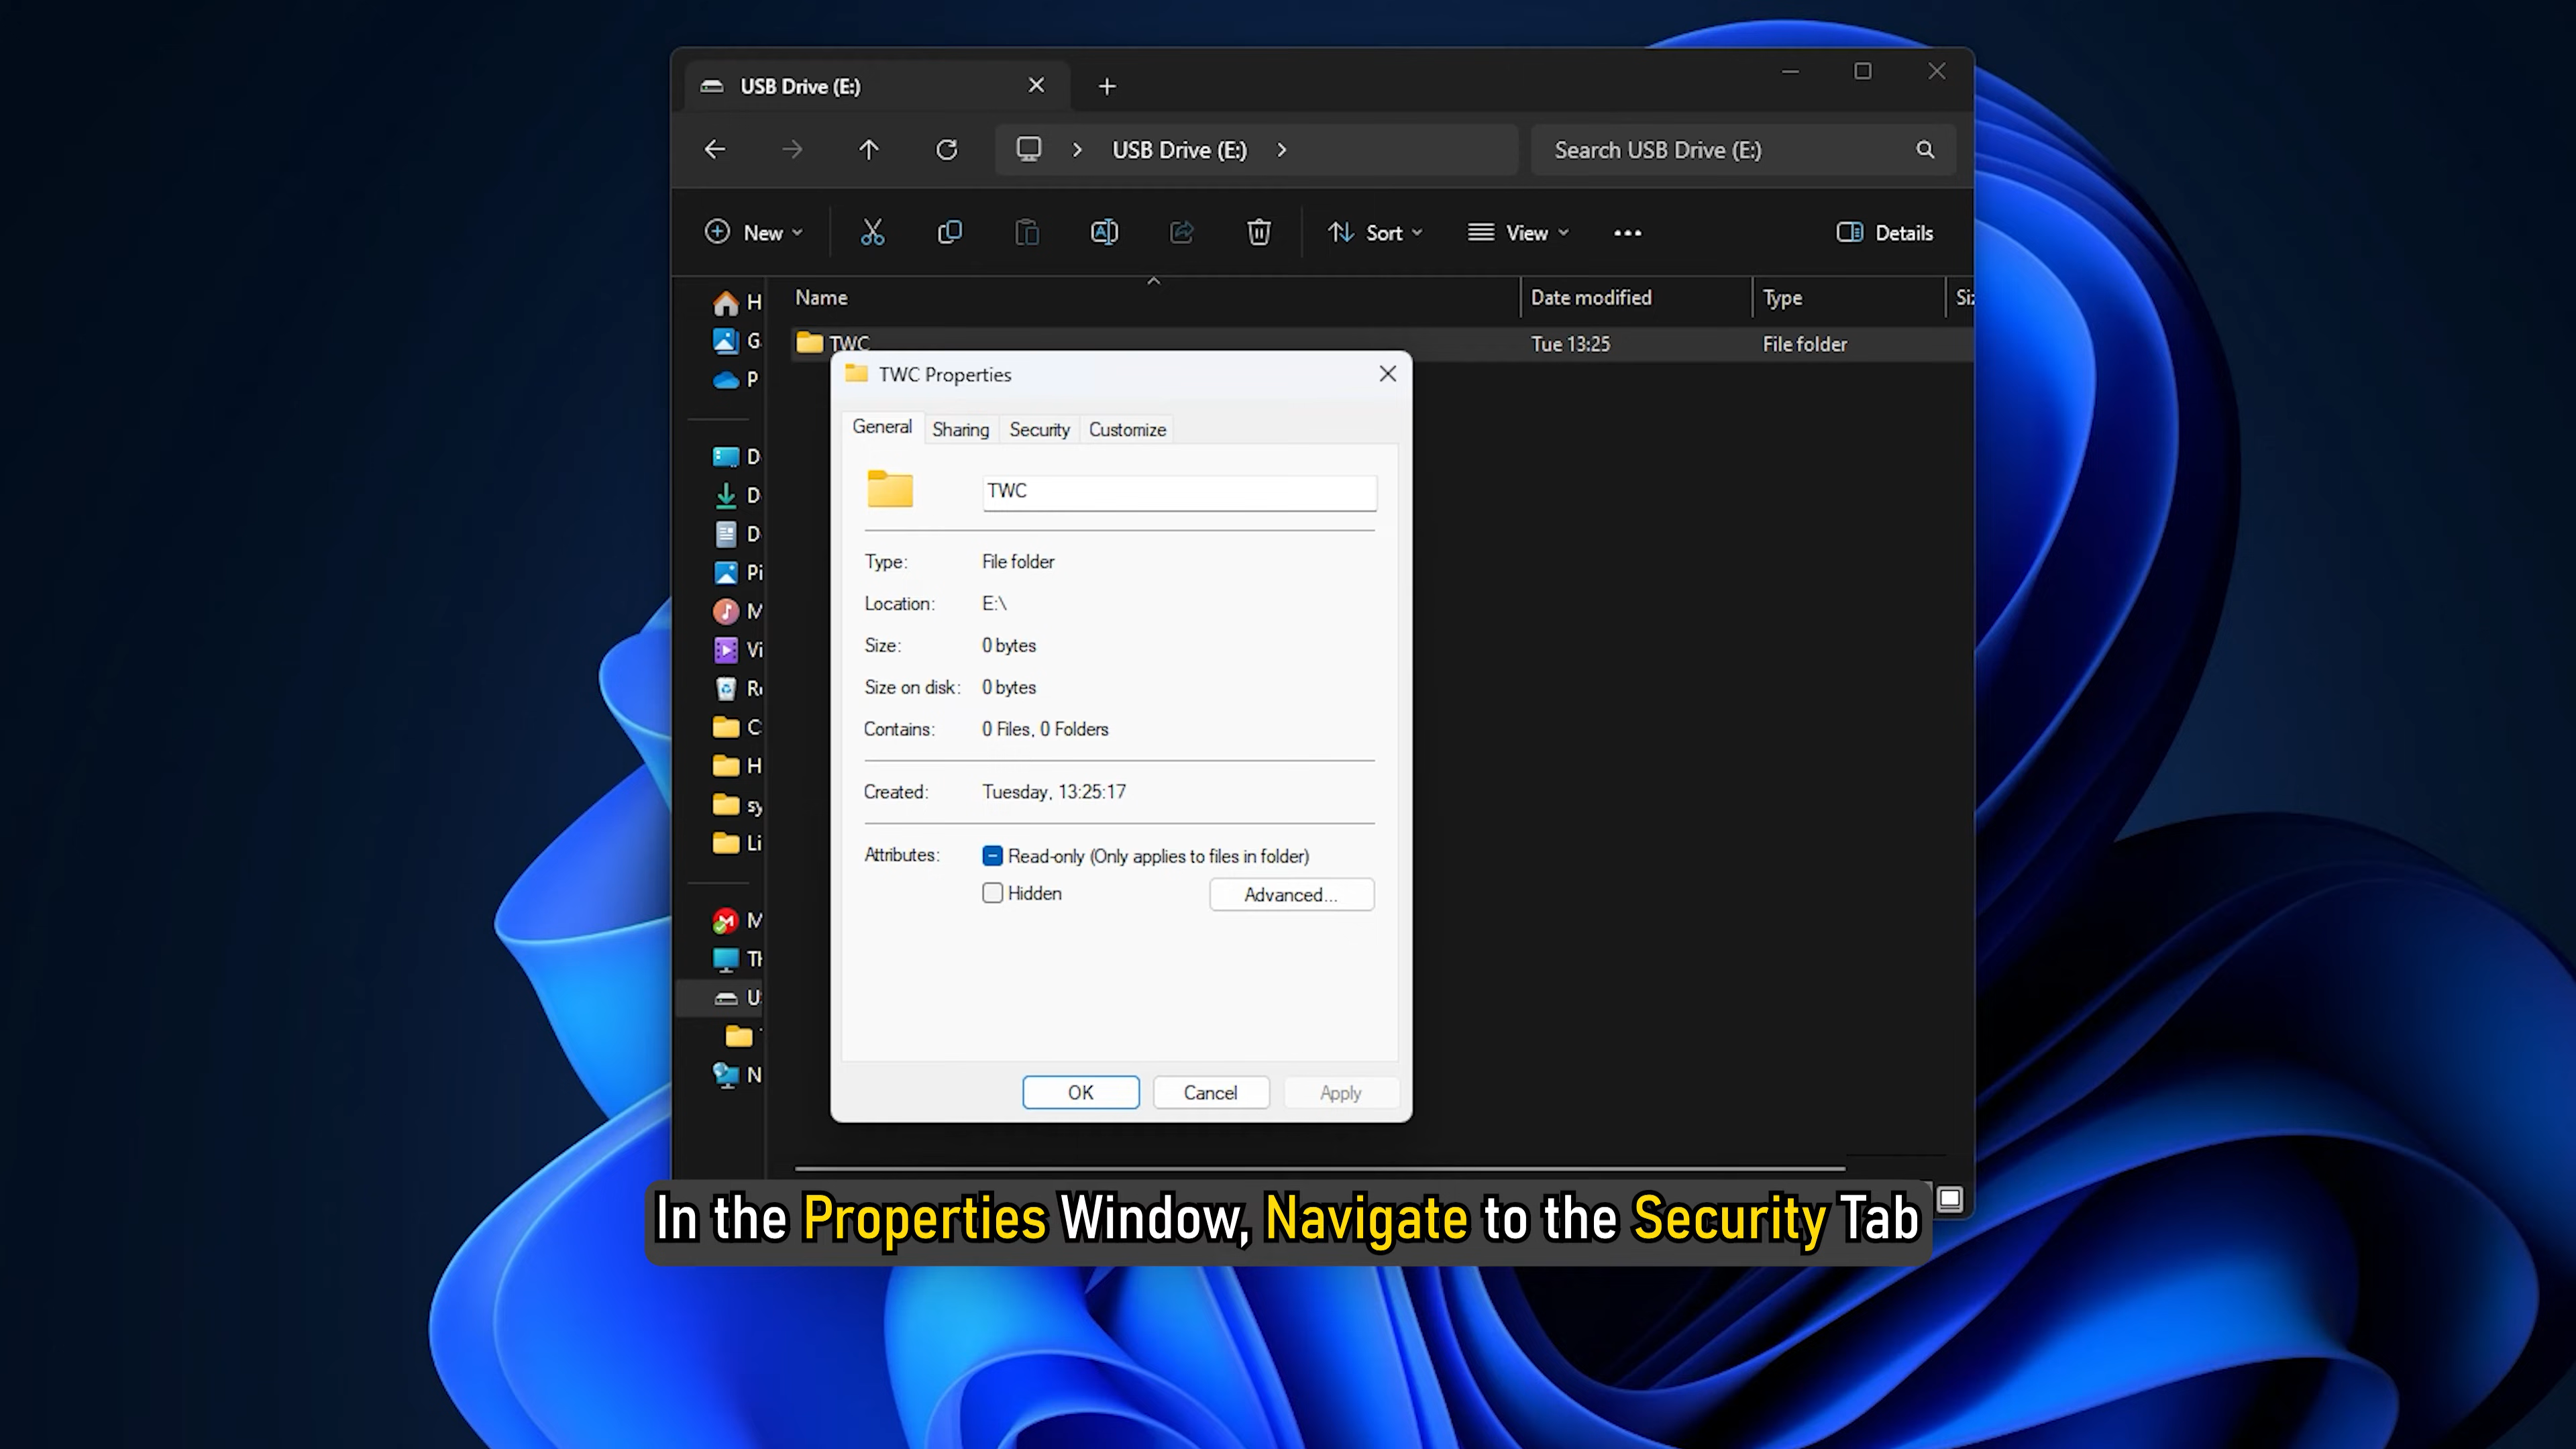 USB Drive (E:)
USB Drive (E:)
Search USB Drive (E:)
New
Sort
View
Details
Name
Date modified
Type
TWC
Tue 13:25
File folder
TWC Properties
General
Sharing
Security
Customize
TWC
Type: File folder
Location: E:\
Size: 0 bytes
Size on disk: 0 bytes
Contains: 0 Files, 0 Folders
Created: Tuesday, 13:25:17
Attributes: Read-only (Only applies to files in folder)
Hidden
Advanced...
OK
Cancel
Apply
In the Properties Window, Navigate to the Security Tab